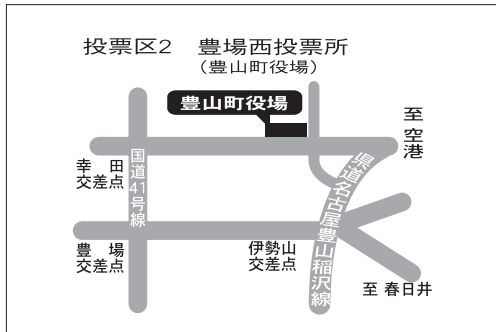 投票区2　豊場西投票所
（豊山町役場）
豊山町役場
至 空港
幸田
交差点
国道41号線
県道名古屋豊山稲沢線
豊場
交差点
伊勢山
交差点
至 春日井